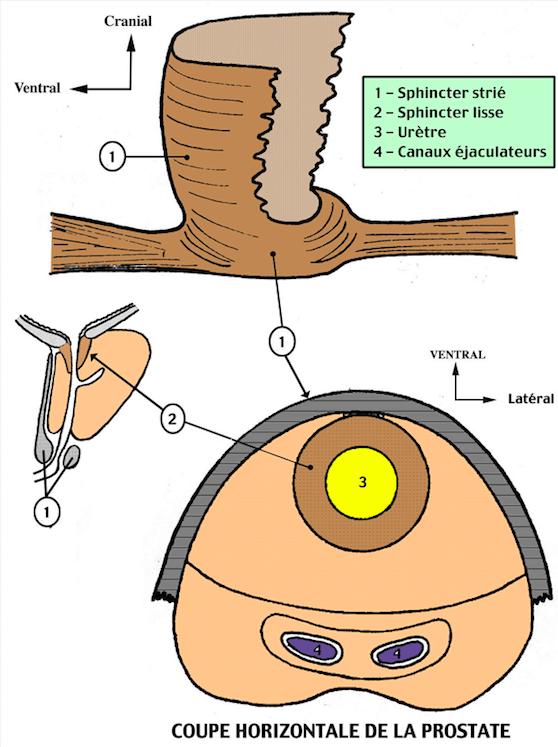 Cranial
Ventral
1 – Sphincter strié
2 – Sphincter lisse
3 – Urètre
4 – Canaux éjaculateurs
1
1
VENTRAL
Latéral
2
3
1
4
4
COUPE HORIZONTALE DE LA PROSTATE